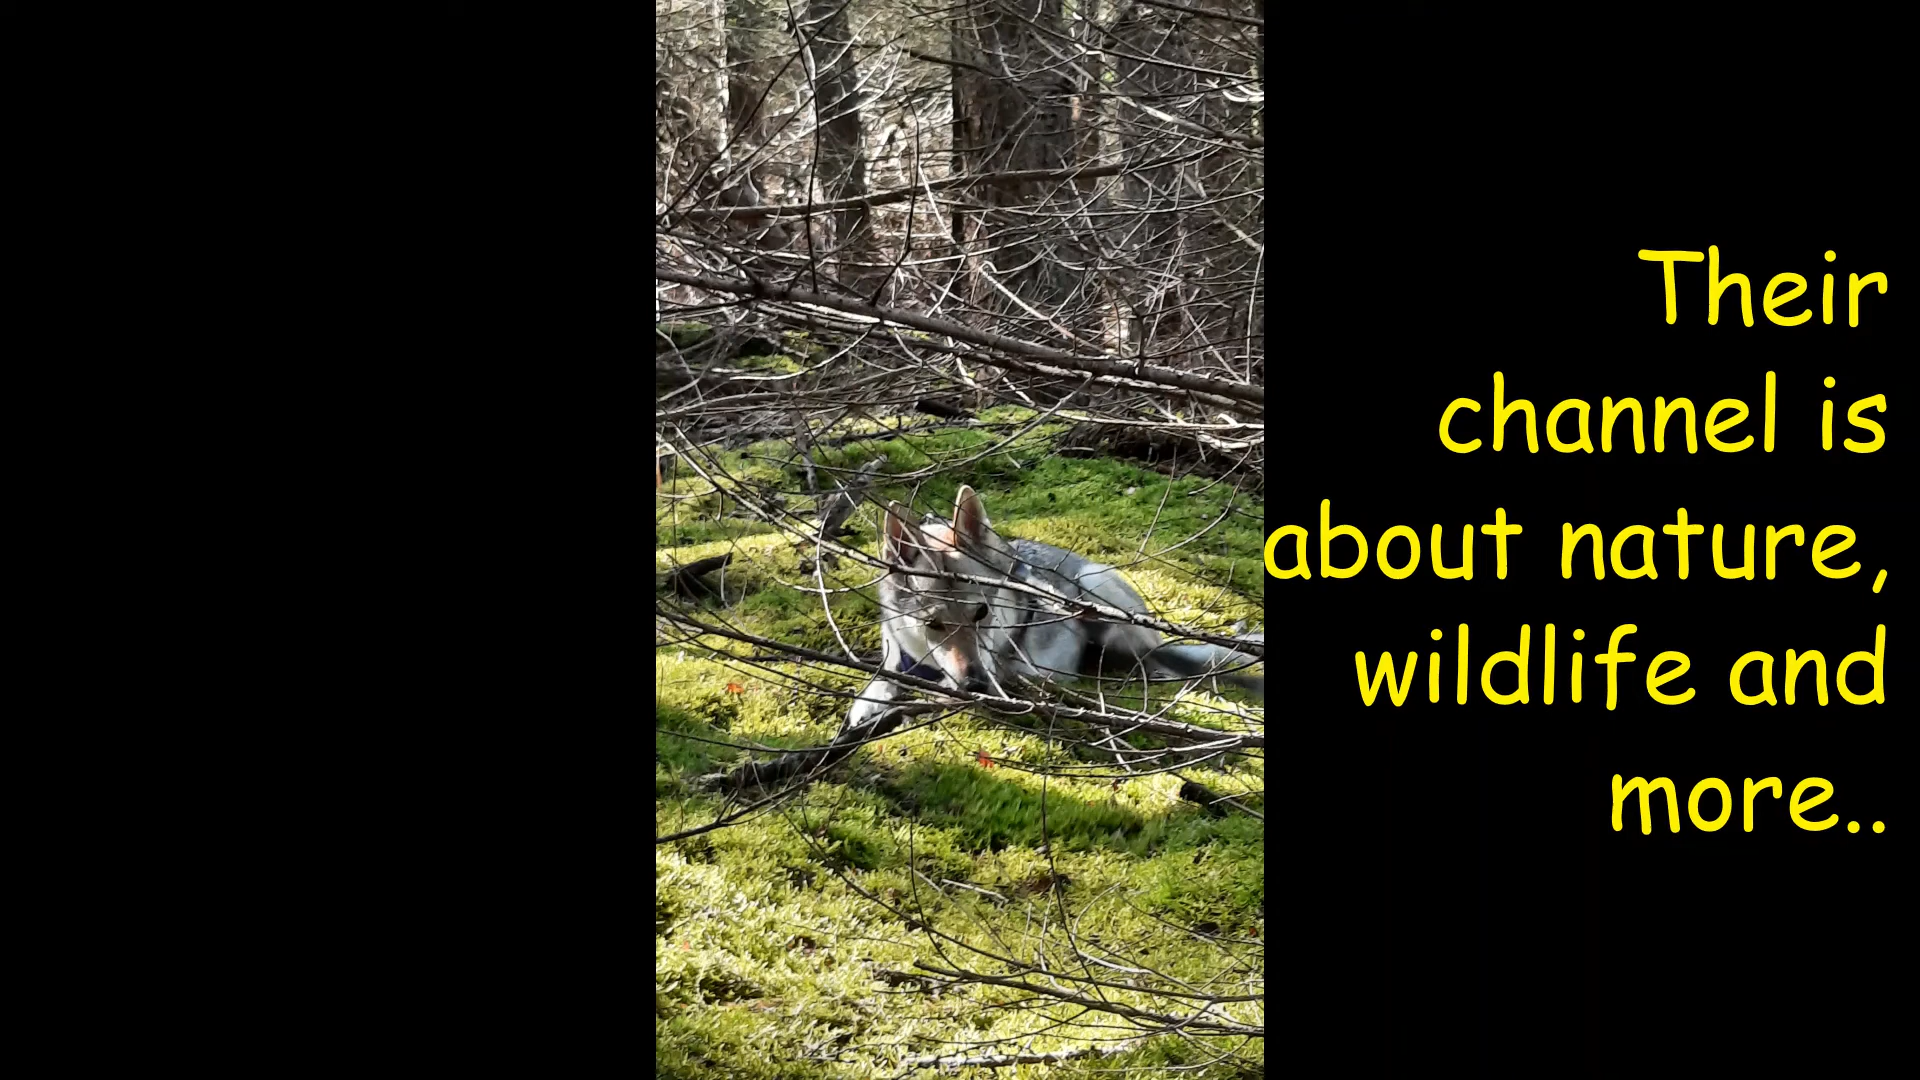 Their
channel is
about nature,
wildlife and
more..